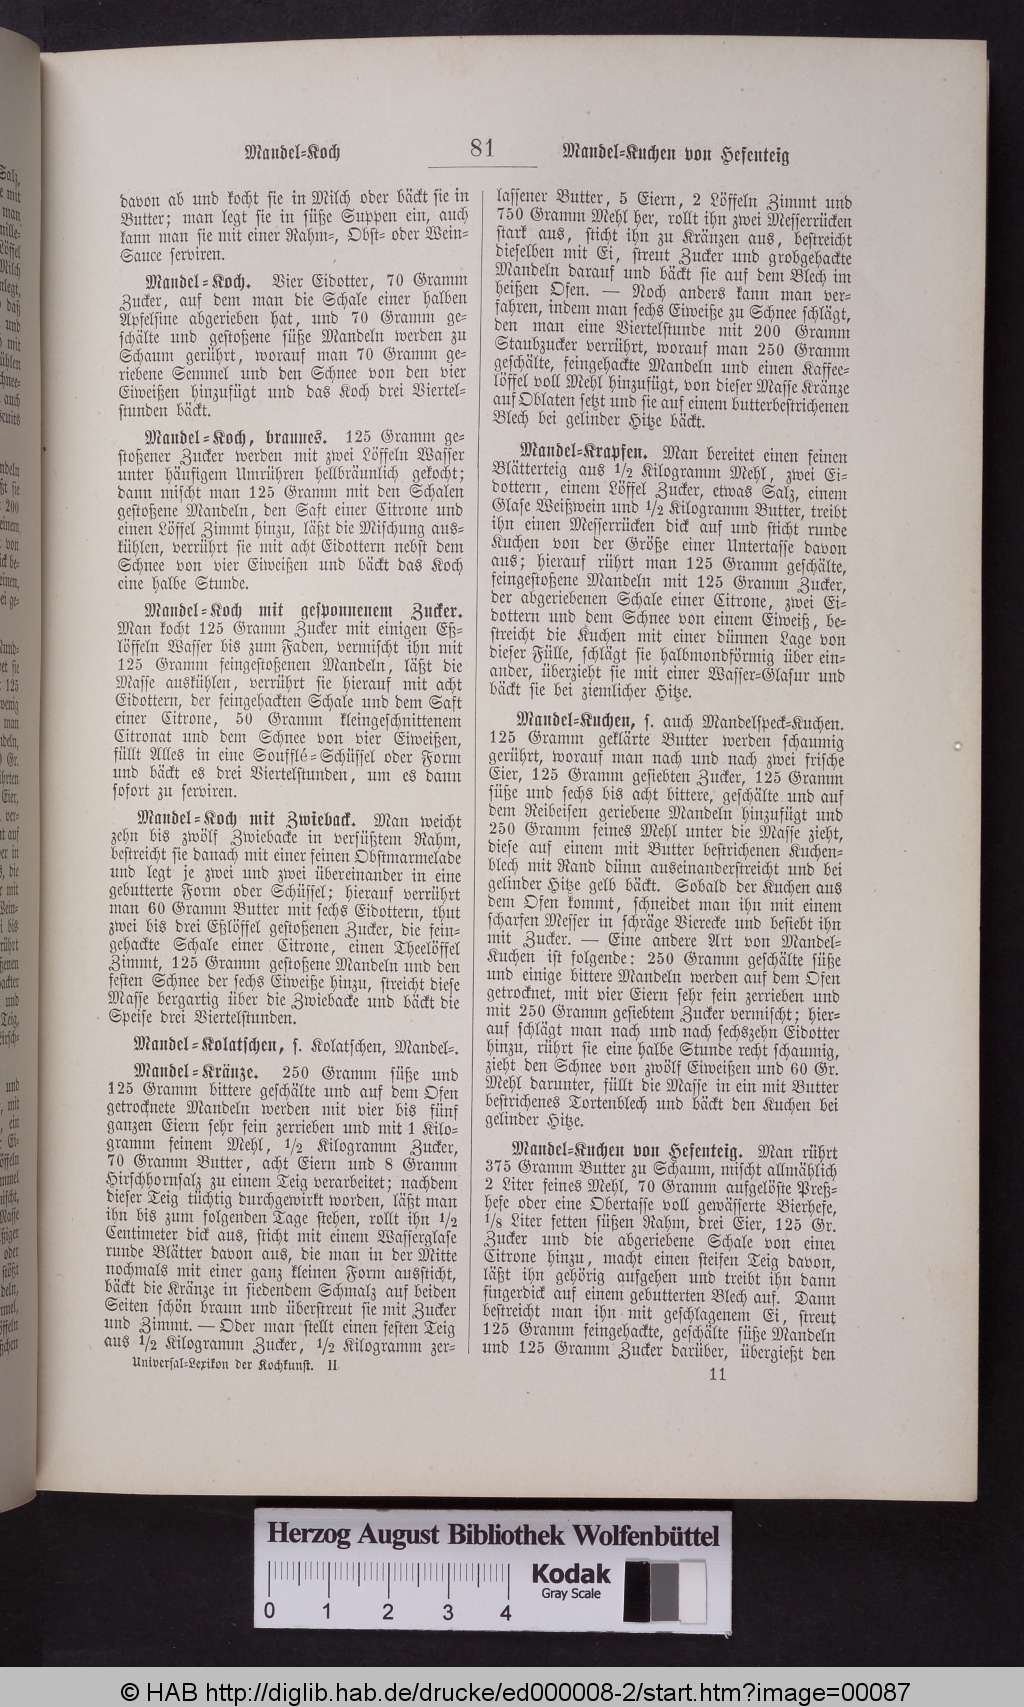 Mandel-Koch 81 Mandel-Kuchen von Hefenteig
davon ab und kocht sie in Milch oder bäckt sie in
Butter; man legt sie in süße Suppen ein, auch
kann man sie mit einer Rahm-, Obst- oder Wein-
Sauce serviren.
Mandel-Koch. Vier Eidotter, 70 Gramm
Zucker, auf dem man die Schale einer halben
Apfelsine abgerieben hat, und 70 Gramm ge-
schälte und gestoßene süße Mandeln werden zu
Schaum gerührt, worauf man 70 Gramm ge-
riebene Semmel und den Schnee von den vier
Eiweißen hinzufügt und das Koch drei Viertel-
stunden bäckt.
Mandel-Koch, braunes. 125 Gramm ge-
stoßener Zucker werden mit zwei Löffeln Wasser
unter häufigem Umrühren hellbräunlich gekocht;
dann mischt man 125 Gramm mit den Schalen
gestoßene Mandeln, den Saft einer Citrone und
einen Löffel Zimmt hinzu, läßt die Mischung aus-
kühlen, verrührt sie mit acht Eidottern nebst dem
Schnee von vier Eiweißen und bäckt das Koch
eine halbe Stunde.
Mandel-Koch mit gesponnenem Zucker.
Man kocht 125 Gramm Zucker mit einigen Eß-
löffeln Wasser bis zum Faden, vermischt ihn mit
125 Gramm feingestoßenen Mandeln, läßt die
Masse auskühlen, verrührt sie hierauf mit acht
Eidottern, der feingehackten Schale und dem Saft
einer Citrone, 50 Gramm kleingeschnittenem
Citronat und dem Schnee von vier Eiweißen,
füllt Alles in eine Soufflé-Schüssel oder Form
und bäckt es drei Viertelstunden, um es dann
sofort zu serviren.
Mandel-Koch mit Zwieback. Man weicht
zehn bis zwölf Zwiebacke in versüßtem Rahm,
bestreicht sie danach mit einer feinen Obstmarmelade
und legt je zwei und zwei übereinander in eine
gebutterte Form oder Schüssel; hierauf verrührt
man 60 Gramm Butter mit sechs Eidottern, thut
zwei bis drei Eßlöffel gestoßenen Zucker, die fein-
gehackte Schale einer Citrone, einen Theelöffel
Zimmt, 125 Gramm gestoßene Mandeln und den
festen Schnee der sechs Eiweiße hinzu, streicht diese
Masse bergartig über die Zwiebacke und bäckt die
Speise drei Viertelstunden.
Mandel-Kolatschen, s. Kolatschen, Mandel-.
Mandel-Kränze. 250 Gramm süße und
125 Gramm bittere geschälte und auf dem Ofen
getrocknete Mandeln werden mit vier bis fünf
ganzen Eiern sehr fein zerrieben und mit 1 Kilo-
gramm feinem Mehl, 1/2 Kilogramm Zucker,
70 Gramm Butter, acht Eiern und 8 Gramm
Hirschhornsalz zu einem Teig verarbeitet; nachdem
dieser Teig tüchtig durchgewirkt worden, läßt man
ihn bis zum folgenden Tage stehen, rollt ihn 1/2
Centimeter dick aus, sticht mit einem Wasserglase
runde Blätter davon aus, die man in der Mitte
nochmals mit einer ganz kleinen Form aussticht,
bäckt die Kränze in siedendem Schmalz auf beiden
Seiten schön braun und überstreut sie mit Zucker
und Zimmt. — Oder man stellt einen festen Teig
aus 1/2 Kilogramm Zucker, 1/2 Kilogramm zer-
Universal-Lexikon der Kochkunst. II
lassener Butter, 5 Eiern, 2 Löffeln Zimmt und
750 Gramm Mehl her, rollt ihn zwei Messerrücken
stark aus, sticht ihn zu Kränzen aus, bestreicht
dieselben mit Ei, streut Zucker und grobgehackte
Mandeln darauf und bäckt sie auf dem Blech im
heißen Ofen. — Noch anders kann man ver-
fahren, indem man sechs Eiweiße zu Schnee schlägt,
den man eine Viertelstunde mit 200 Gramm
Staubzucker verrührt, worauf man 250 Gramm
geschälte, feingehackte Mandeln und einen Kaffee-
löffel voll Mehl hinzufügt, von dieser Masse Kränze
auf Oblaten setzt und sie auf einem butterbestrichenen
Blech bei gelinder Hitze bäckt.
Mandel-Krapfen. Man bereitet einen feinen
Blätterteig aus 1/2 Kilogramm Mehl, zwei Ei-
dottern, einem Löffel Zucker, etwas Salz, einem
Glase Weißwein und 1/2 Kilogramm Butter, treibt
ihn einen Messerrücken dick auf und sticht runde
Kuchen von der Größe einer Untertasse davon
aus; hierauf rührt man 125 Gramm geschälte,
feingestoßene Mandeln mit 125 Gramm Zucker,
der abgeriebenen Schale einer Citrone, zwei Ei-
dottern und dem Schnee von einem Eiweiß, be-
streicht die Kuchen mit einer dünnen Lage von
dieser Fülle, schlägt sie halbmondförmig über ein-
ander, überzieht sie mit einer Wasser-Glasur und
bäckt sie bei ziemlicher Hitze.
Mandel-Kuchen, s. auch Mandelspeck-Kuchen.
125 Gramm geklärte Butter werden schaumig
gerührt, worauf man nach und nach zwei frische
Eier, 125 Gramm gesiebten Zucker, 125 Gramm
süße und sechs bis acht bittere, geschälte und auf
dem Reibeisen geriebene Mandeln hinzufügt und
250 Gramm feines Mehl unter die Masse zieht,
diese auf einem mit Butter bestrichenen Kuchen-
blech mit Rand dünn auseinanderstreicht und bei
gelinder Hitze gelb bäckt. Sobald der Kuchen aus
dem Ofen kommt, schneidet man ihn mit einem
scharfen Messer in schräge Vierecke und besiebt ihn
mit Zucker. — Eine andere Art von Mandel-
Kuchen ist folgende: 250 Gramm geschälte süße
und einige bittere Mandeln werden auf dem Ofen
getrocknet, mit vier Eiern sehr fein zerrieben und
mit 250 Gramm gesiebtem Zucker vermischt; hier-
auf schlägt man nach und nach sechszehn Eidotter
hinzu, rührt sie eine halbe Stunde recht schaumig,
zieht den Schnee von zwölf Eiweißen und 60 Gr.
Mehl darunter, füllt die Masse in ein mit Butter
bestrichenes Tortenblech und bäckt den Kuchen bei
gelinder Hitze.
Mandel-Kuchen von Hefenteig. Man rührt
375 Gramm Butter zu Schaum, mischt allmählich
2 Liter feines Mehl, 70 Gramm aufgelöste Preß-
hefe oder eine Obertasse voll gewässerte Bierhefe,
1/8 Liter fetten süßen Rahm, drei Eier, 125 Gr.
Zucker und die abgeriebene Schale von einer
Citrone hinzu, macht einen steifen Teig davon,
läßt ihn gehörig aufgehen und treibt ihn dann
fingerdick auf einem gebutterten Blech auf. Dann
bestreicht man ihn mit geschlagenem Ei, streut
125 Gramm feingehackte, geschälte süße Mandeln
und 125 Gramm Zucker darüber, übergießt den
11
Herzog August Bibliothek Wolfenbüttel
0 1 2 3 4
Kodak
Gray Scale
© HAB http://diglib.hab.de/drucke/ed000008-2/start.htm?image=00087